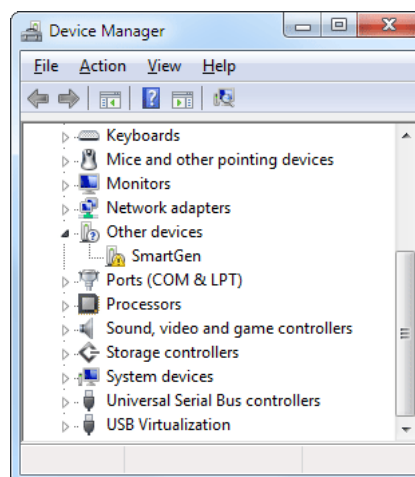 Device Manager
File Action View Help
Keyboards
Mice and other pointing devices
Monitors
Network adapters
Other devices
SmartGen
Ports (COM & LPT)
Processors
Sound, video and game controllers
Storage controllers
System devices
Universal Serial Bus controllers
USB Virtualization